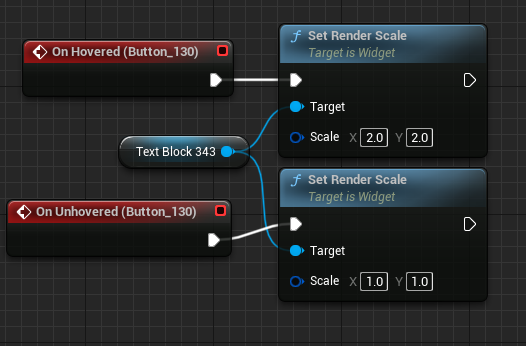 On Hovered (Button_130)
Set Render Scale
Target is Widget
Target
Scale X 2.0 Y 2.0
Text Block 343
On Unhovered (Button_130)
Set Render Scale
Target is Widget
Target
Scale X 1.0 Y 1.0